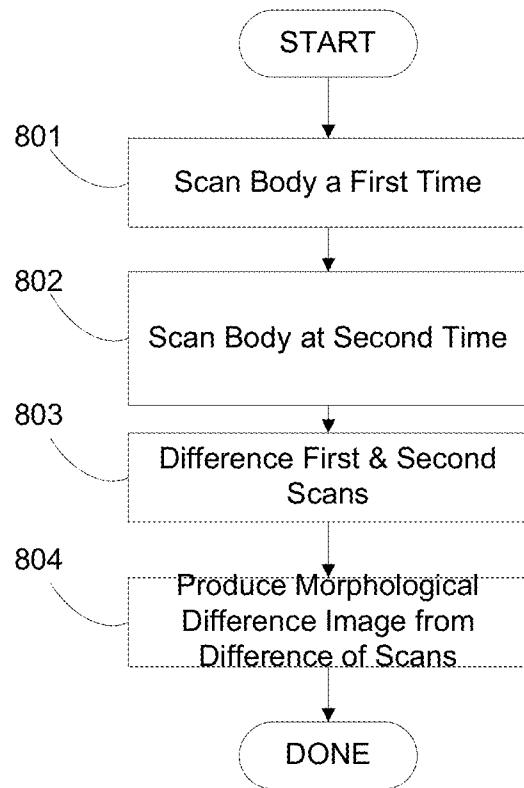 START
801
Scan Body a First Time
802
Scan Body at Second Time
803
Difference First & Second
Scans
804
Produce Morphological
Difference Image from
Difference of Scans
DONE